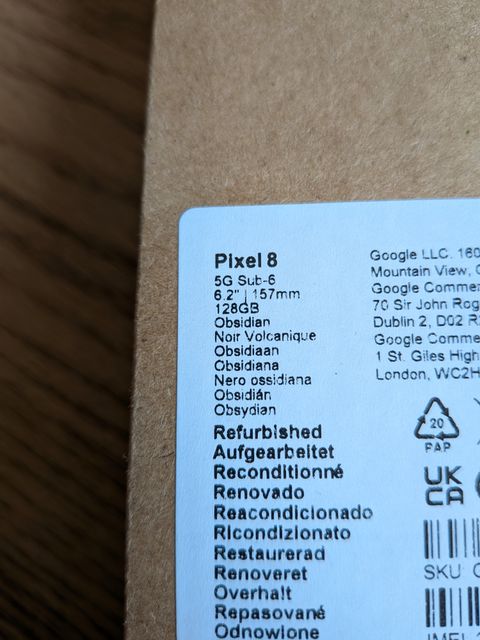 Pixel 8
5G Sub-6
6.2" | 157mm
128GB
Obsidian
Noir Volcanique
Obsidiaan
Obsidiana
Nero ossidiana
Obsidián
Obsydian
Refurbished
Aufgearbeitet
Reconditionné
Renovado
Reacondicionado
Ricondizionato
Restaurerad
Renoveret
Overhalt
Repasované
Odnowione
Google LLC. 160
Mountain View,
Google Commer
70 Sir John Rog
Dublin 2, D02 R
Google Comme
1 St. Giles High
London, WC2H
20
PAP
UK
CA
SKU:
IMEI